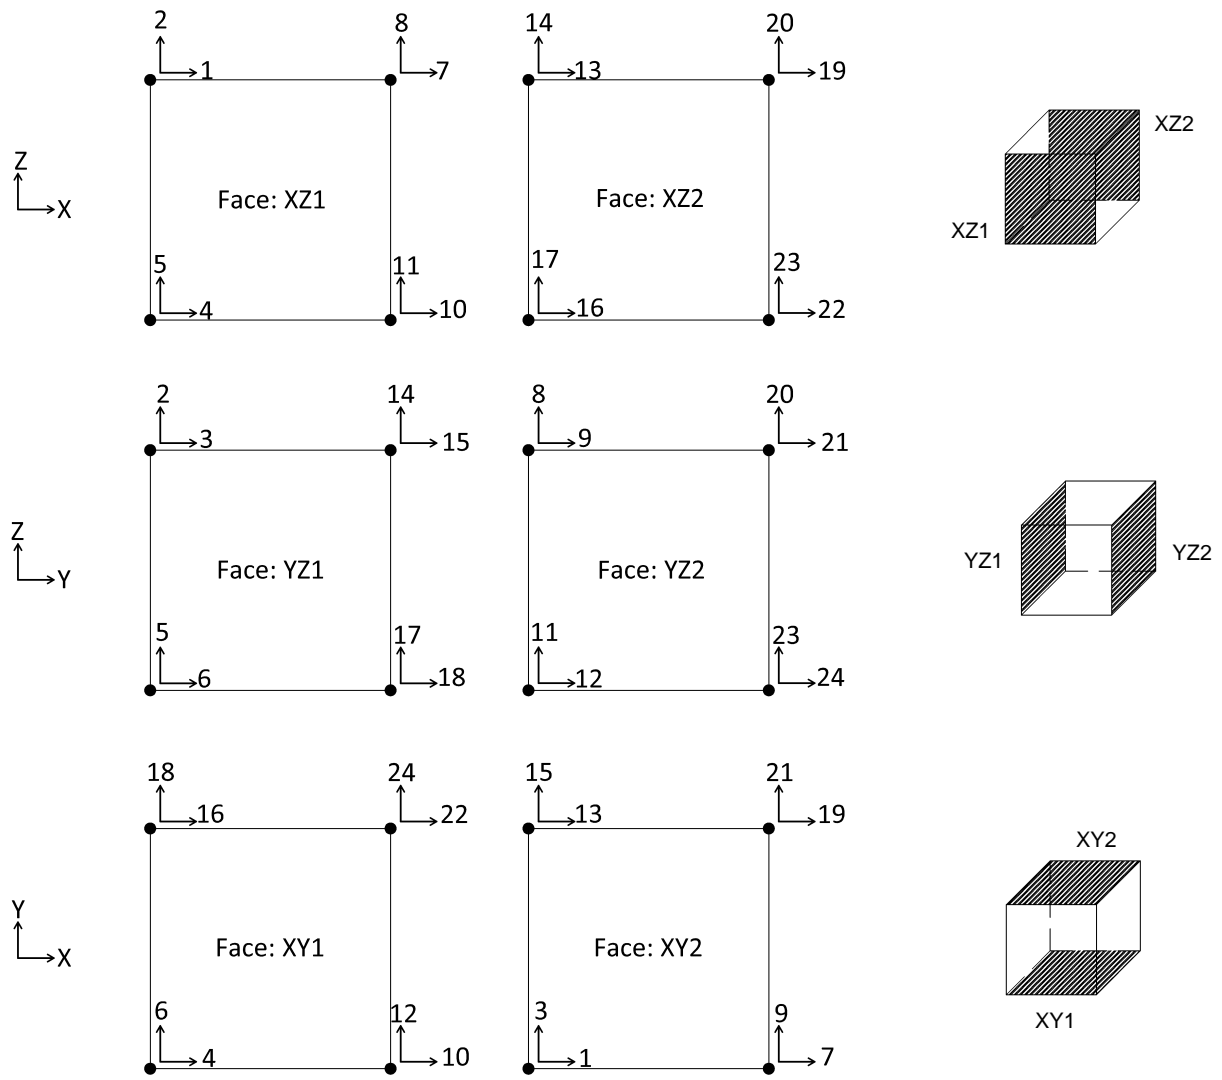 2 8 14 20
1 7 13 19
XZ2
Z
X
Face: XZ1 Face: XZ2
XZ1
5 11 17 23
4 10 16 22
2 14 8 20
3 15 9 21
Z
Y
Face: YZ1 Face: YZ2
YZ1 YZ2
5 17 11 23
6 18 12 24
18 24 15 21
16 22 13 19
XY2
Y
X
Face: XY1 Face: XY2
6 12 3 9
4 10 1 7
XY1